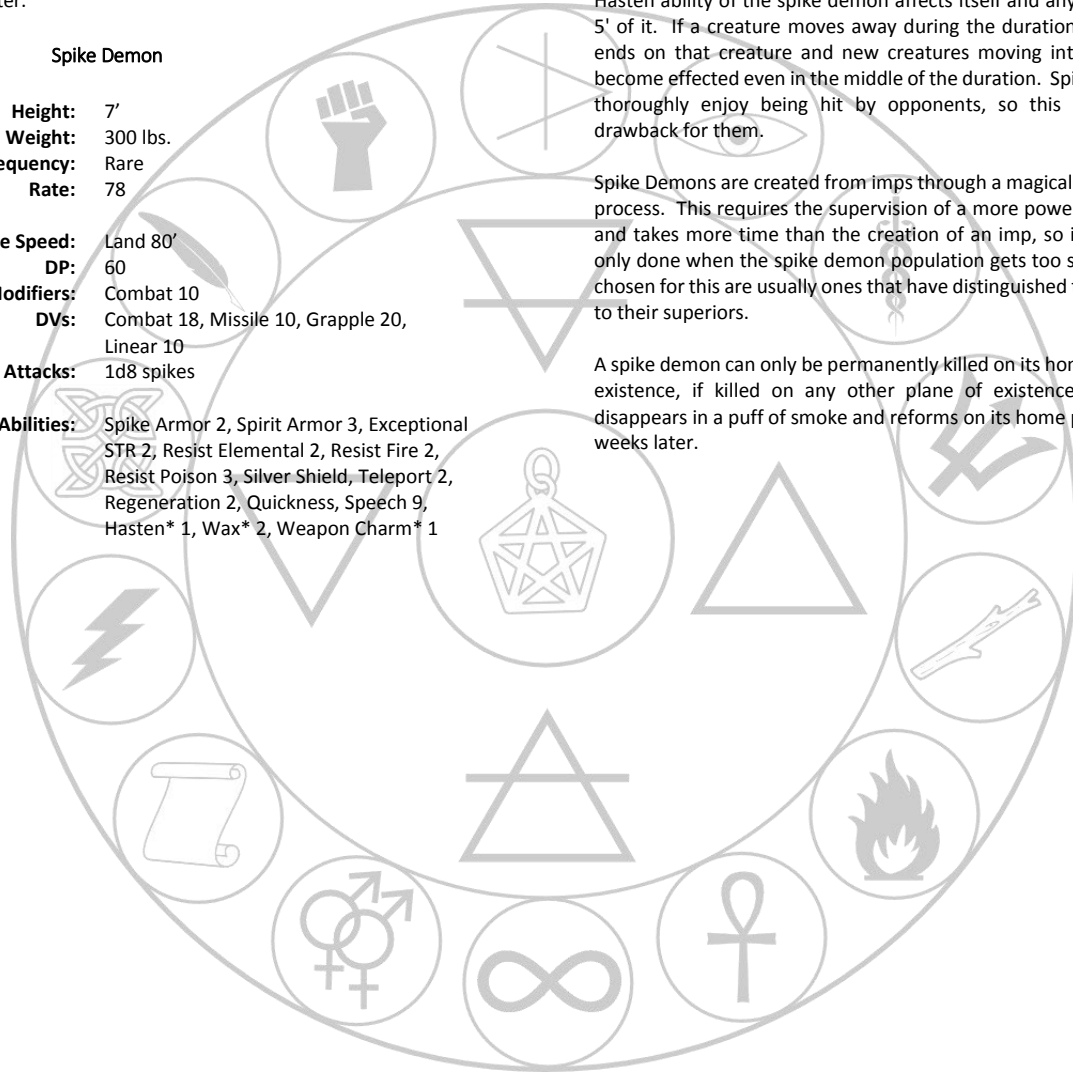 ter.
Spike Demon
Height: 7’
Weight: 300 lbs.
equency: Rare
Rate: 78
e Speed: Land 80’
DP: 60
Modifiers: Combat 10
DVs: Combat 18, Missile 10, Grapple 20,
Linear 10
Attacks: 1d8 spikes
Abilities: Spike Armor 2, Spirit Armor 3, Exceptional
STR 2, Resist Elemental 2, Resist Fire 2,
Resist Poison 3, Silver Shield, Teleport 2,
Regeneration 2, Quickness, Speech 9,
Hasten* 1, Wax* 2, Weapon Charm* 1
Hasten ability of the spike demon affects itself and any
5' of it. If a creature moves away during the duration
ends on that creature and new creatures moving int
become effected even in the middle of the duration. Spi
thoroughly enjoy being hit by opponents, so this
drawback for them.
Spike Demons are created from imps through a magical
process. This requires the supervision of a more powe
and takes more time than the creation of an imp, so i
only done when the spike demon population gets too s
chosen for this are usually ones that have distinguished t
to their superiors.
A spike demon can only be permanently killed on its hom
existence, if killed on any other plane of existence
disappears in a puff of smoke and reforms on its home p
weeks later.